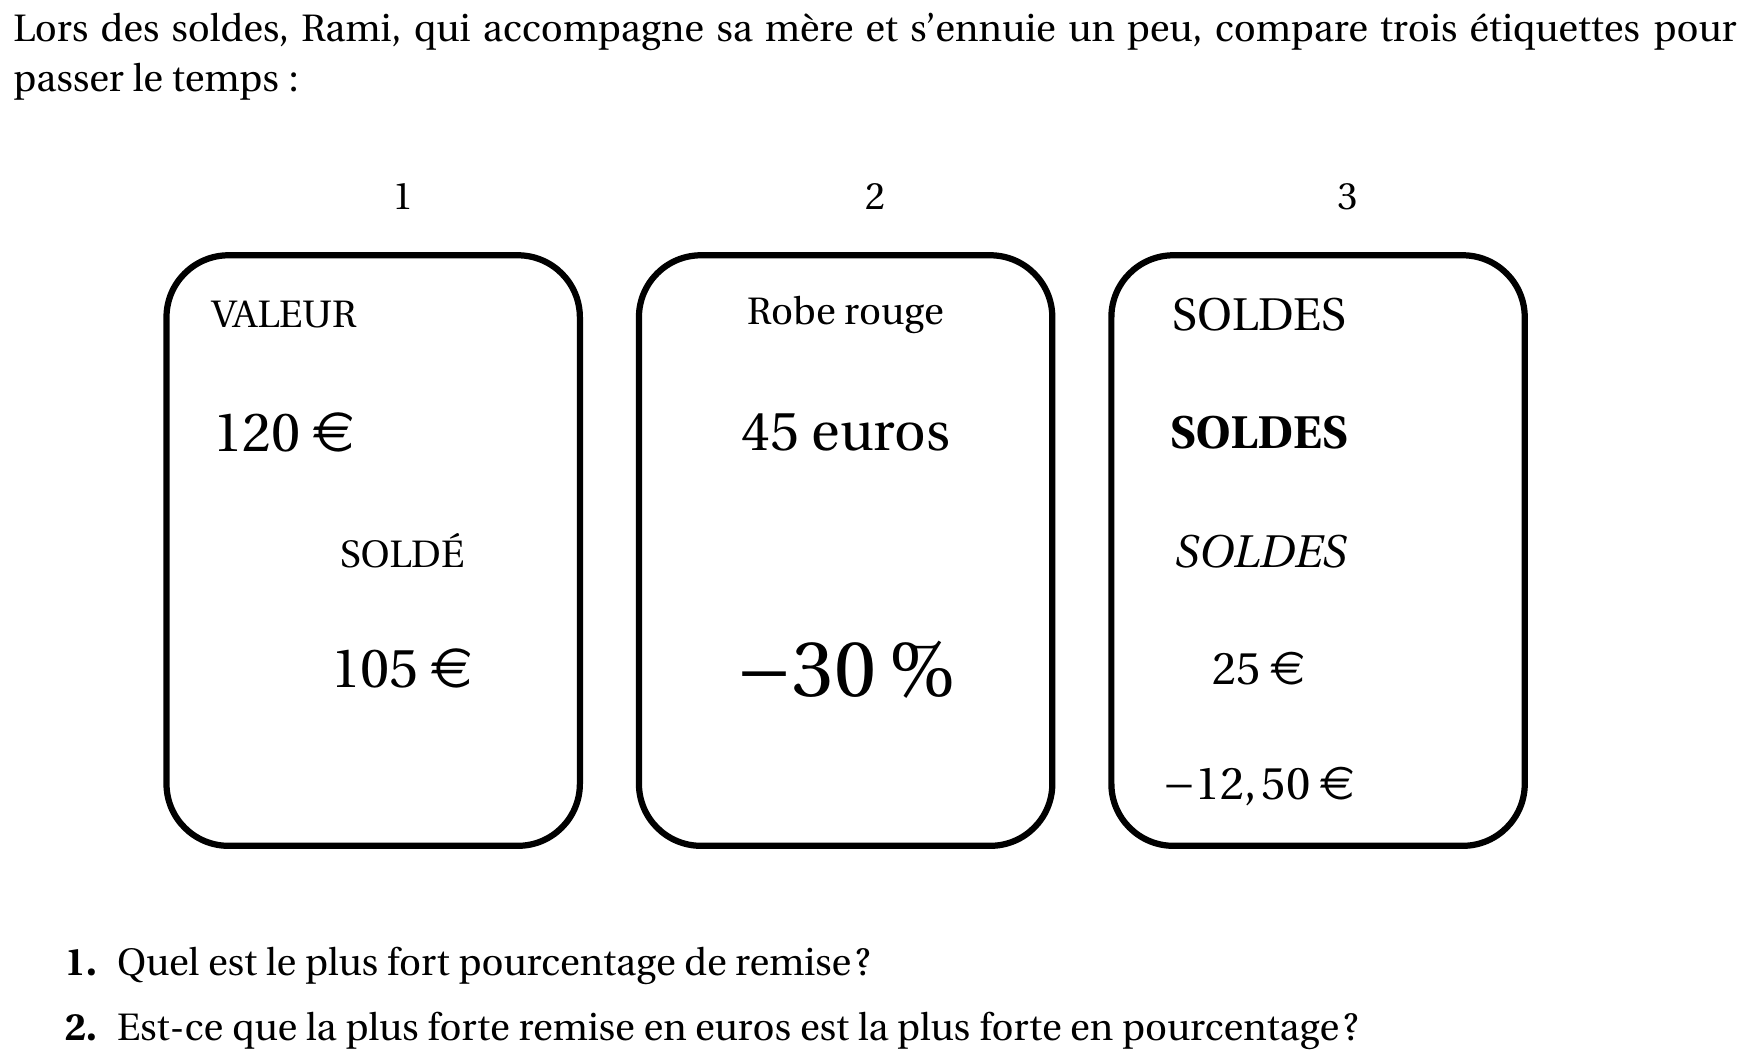 Lors des soldes, Rami, qui accompagne sa mère et s'ennuie un peu, compare trois étiquettes pour
passer le temps :
1
2
3
VALEUR
120 €
SOLDÉ
105 €
Robe rouge
45 euros
−30 %
SOLDES
SOLDES
SOLDES
25 €
−12,50 €
1. Quel est le plus fort pourcentage de remise ?
2. Est-ce que la plus forte remise en euros est la plus forte en pourcentage ?